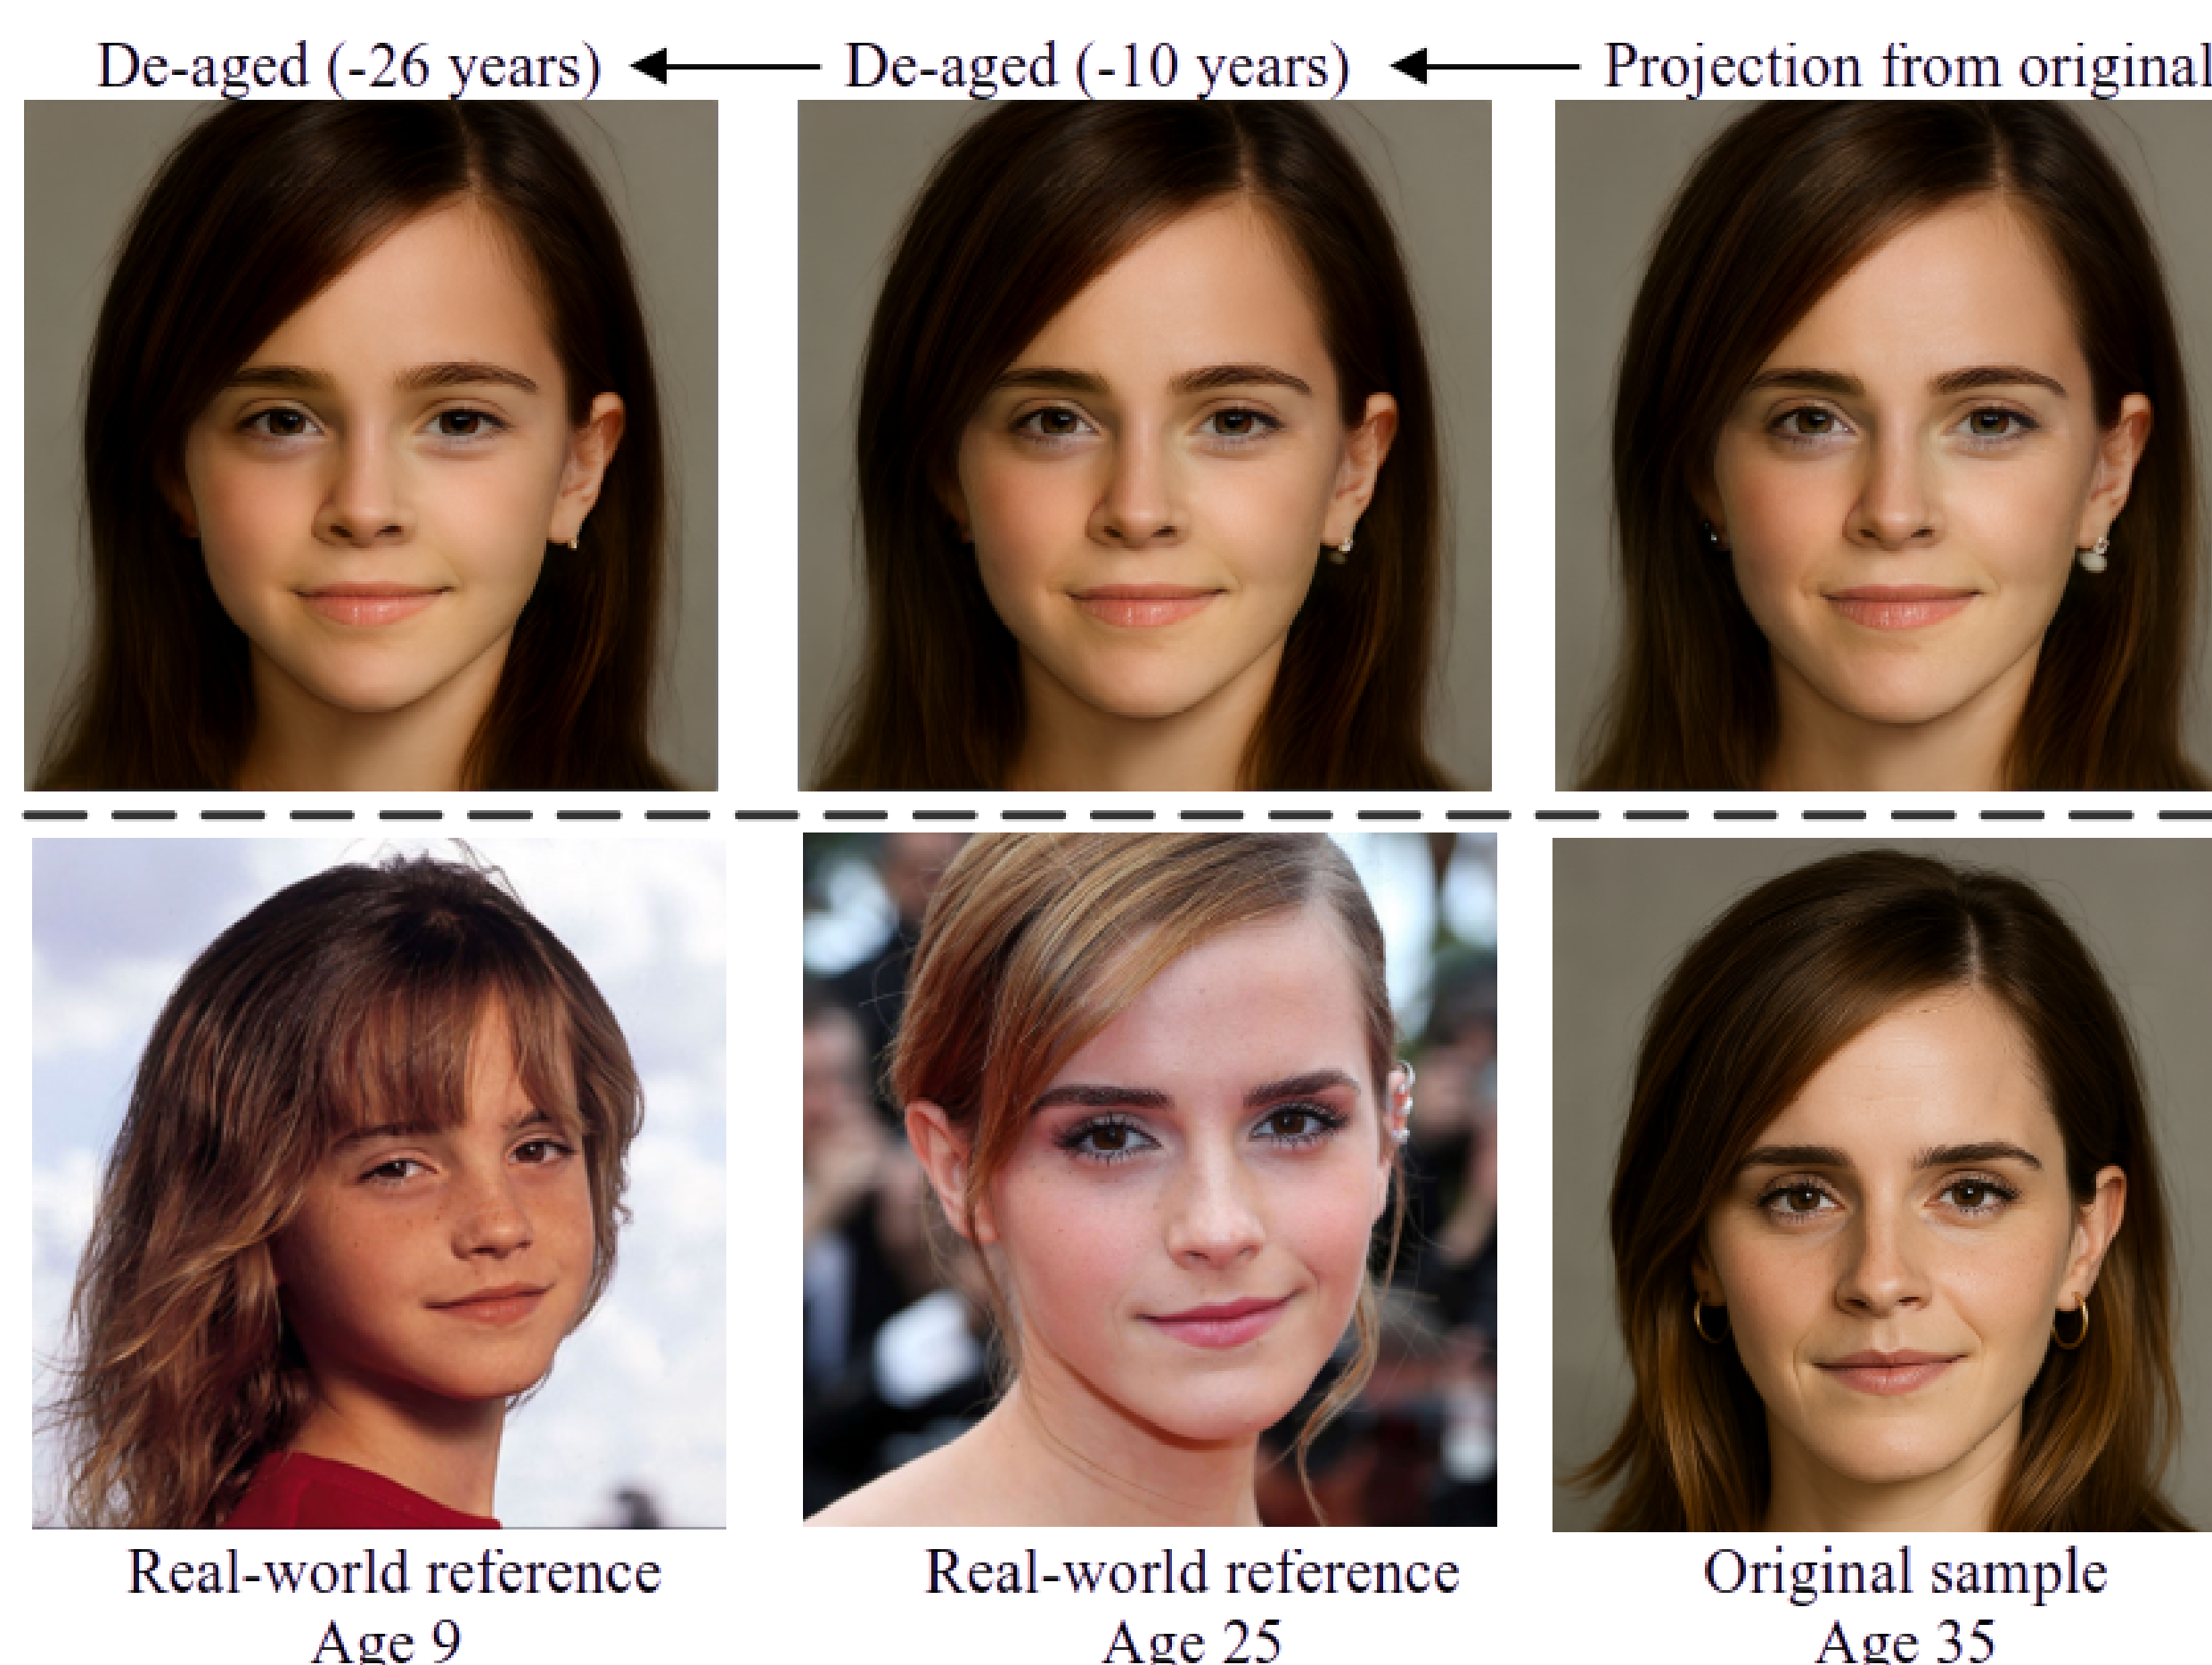 De-aged (-26 years) De-aged (-10 years) Projection from original
Real-world reference Real-world reference Original sample
Age 9 Age 25 Age 35